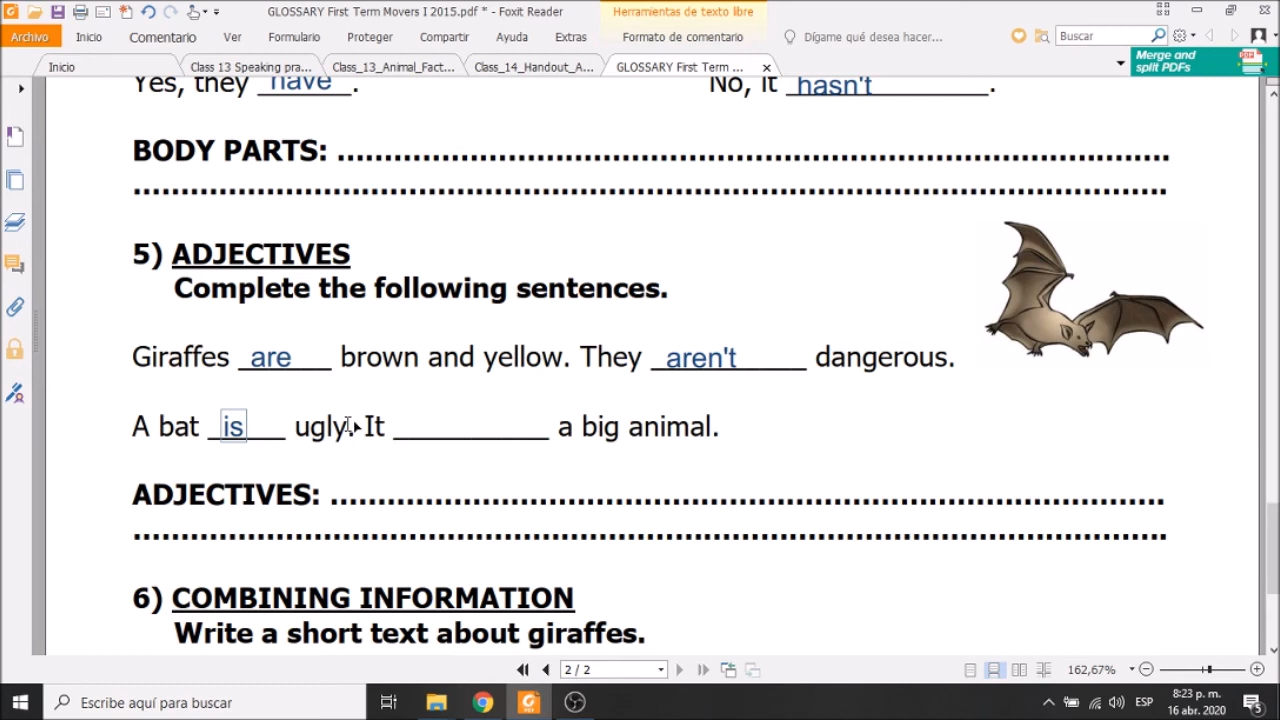 GLOSSARY First Term Movers I 2015.pdf * - Foxit Reader
Herramientas de texto libre
Archivo Inicio Comentario Ver Formulario Proteger Compartir Ayuda Extras Formato de comentario Dígame qué desea hacer... Buscar
Inicio Class 13 Speaking pra... Class_13_Animal_Fact... Class_14_Handout_A... GLOSSARY First Term ...
Merge and
split PDFs
Yes, they have _______. No, it hasn't _______________.
BODY PARTS: ..........................................................................................
..............................................................................................................
5) ADJECTIVES
Complete the following sentences.
Giraffes are brown and yellow. They aren't dangerous.
A bat is ugly. It __________ a big animal.
ADJECTIVES: ..........................................................................................
..............................................................................................................
6) COMBINING INFORMATION
Write a short text about giraffes.
2 / 2 162,67%
Escribe aquí para buscar
ESP
8:23 p. m.
16 abr. 2020
5